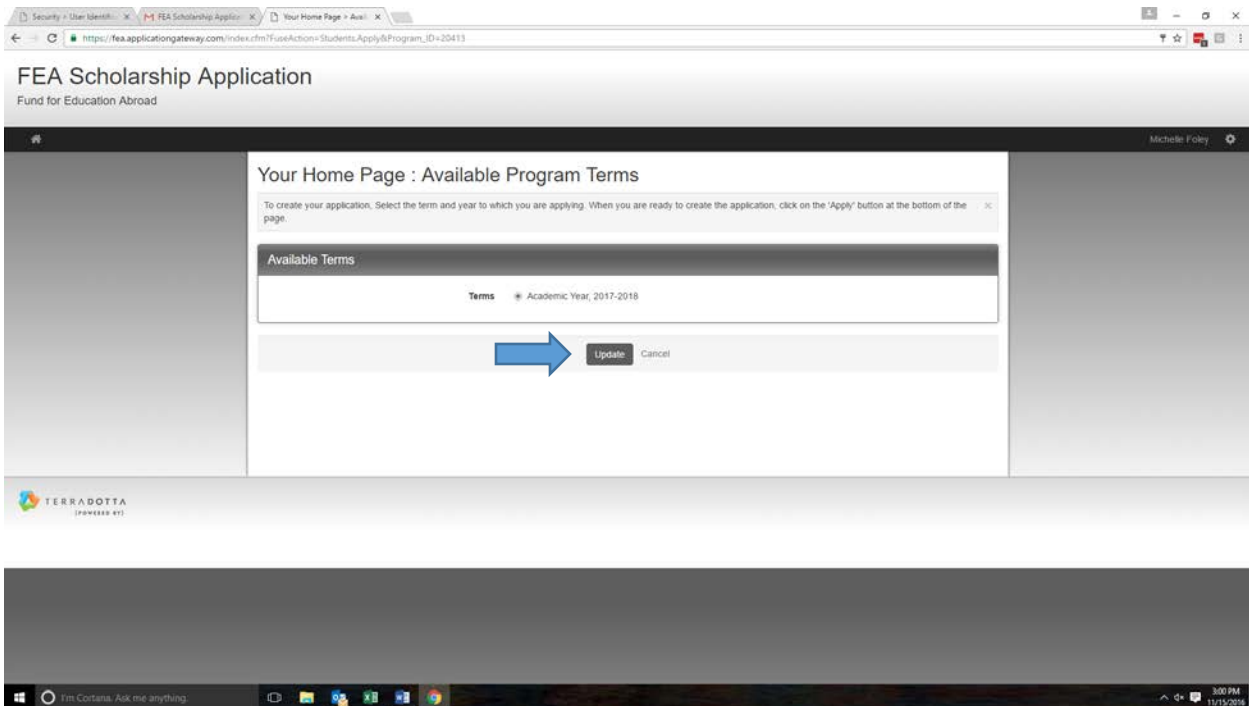 Security > User Identific
FEA Scholarship Applica
Your Home Page > Avail
https://fea.applicationgateway.com/index.cfm?FuseAction=Students.Apply&Program_ID=20413
FEA Scholarship Application
Fund for Education Abroad
Michelle Foley
Your Home Page : Available Program Terms
To create your application, Select the term and year to which you are applying. When you are ready to create the application, click on the 'Apply' button at the bottom of the
page.
Available Terms
Terms Academic Year, 2017-2018
Update Cancel
TERRADOTTA
[POWERED BY]
I'm Cortana. Ask me anything.
3:00 PM
11/15/2016